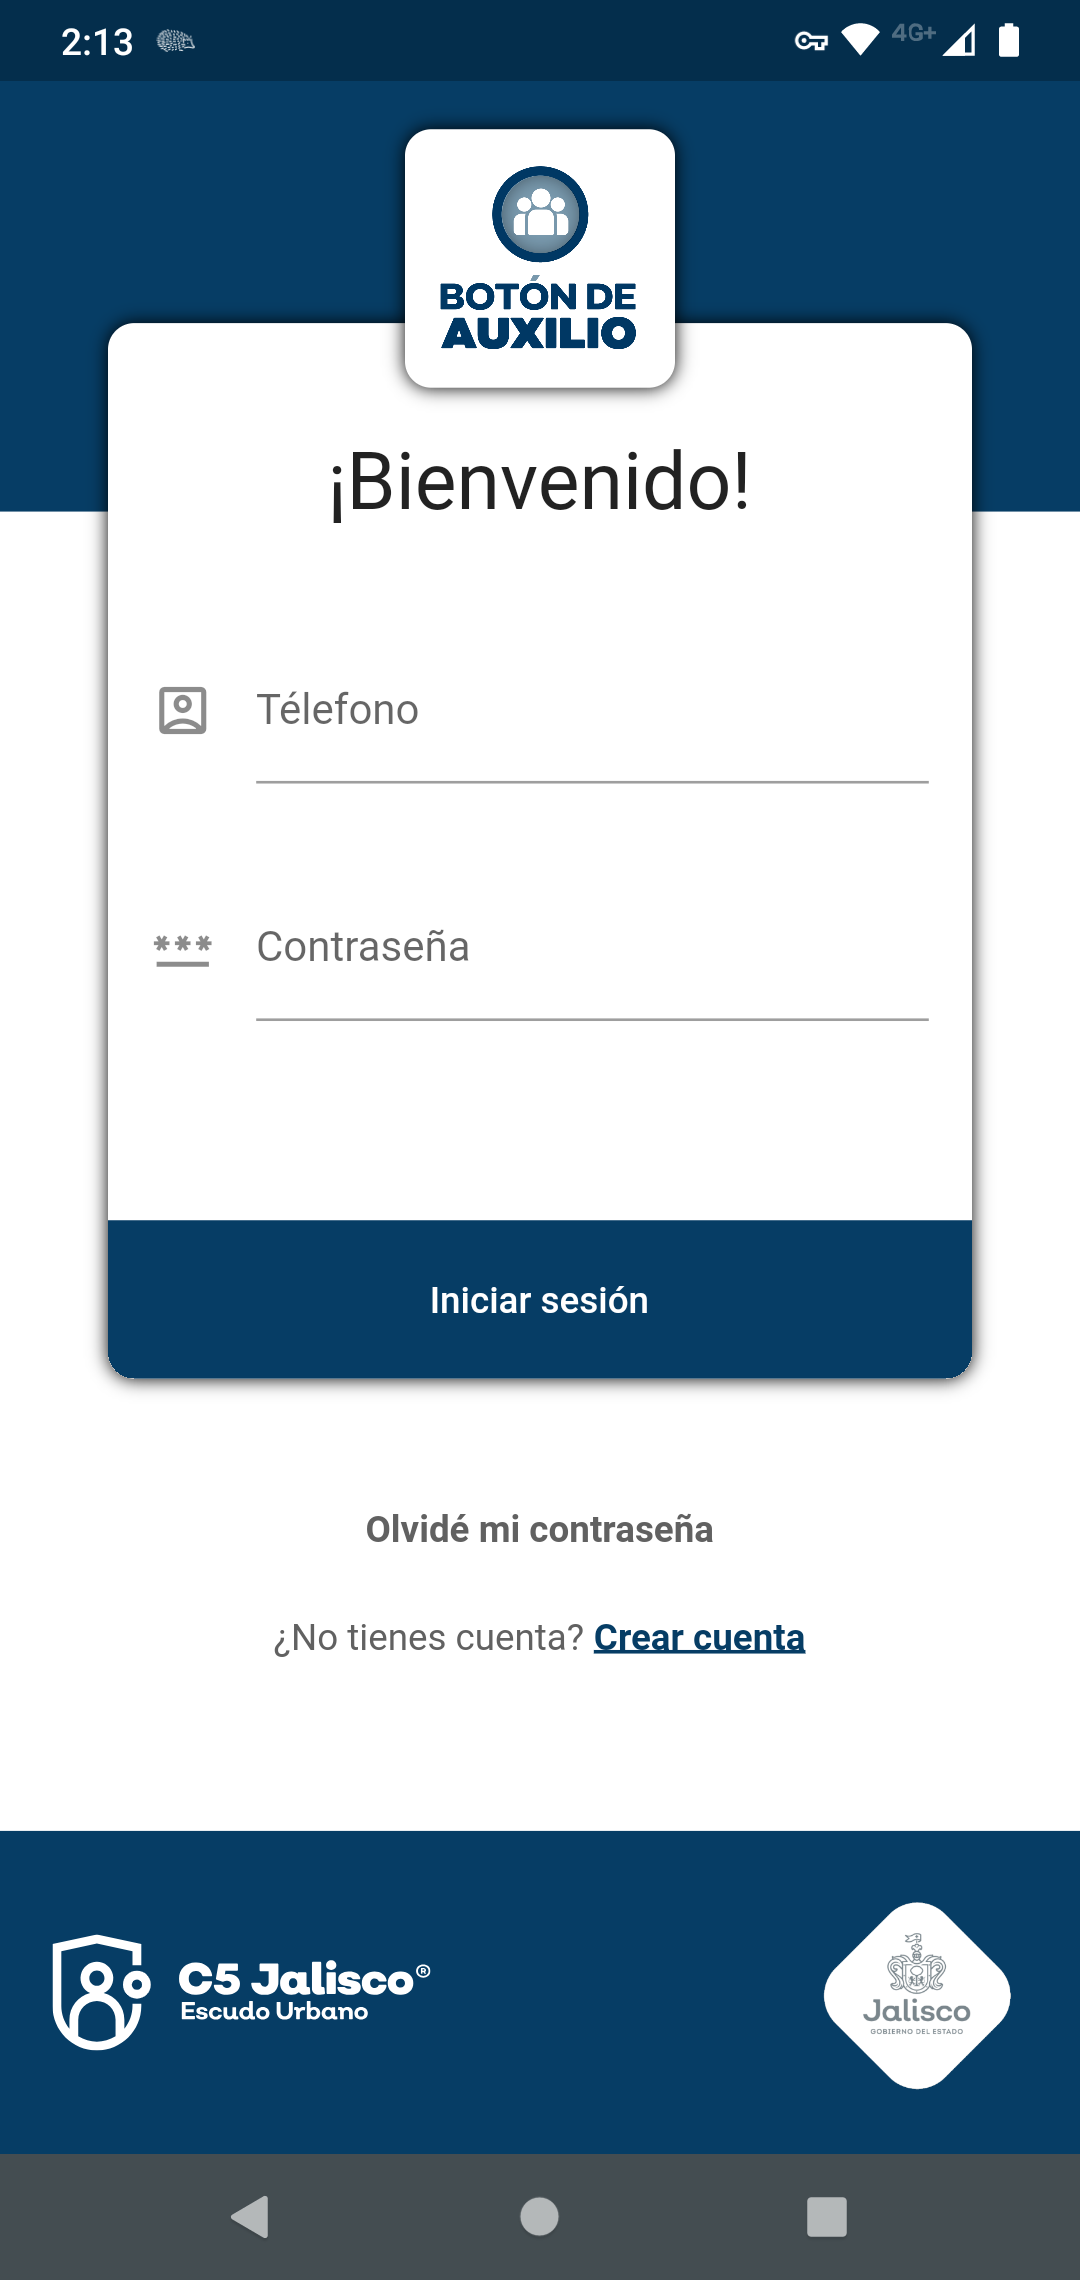 2:13
4G+
BOTÓN DE
AUXILIO
¡Bienvenido!
Télefono
***
Contraseña
Iniciar sesión
Olvidé mi contraseña
¿No tienes cuenta? Crear cuenta
C5 Jalisco®
Escudo Urbano
Jalisco
GOBIERNO DEL ESTADO